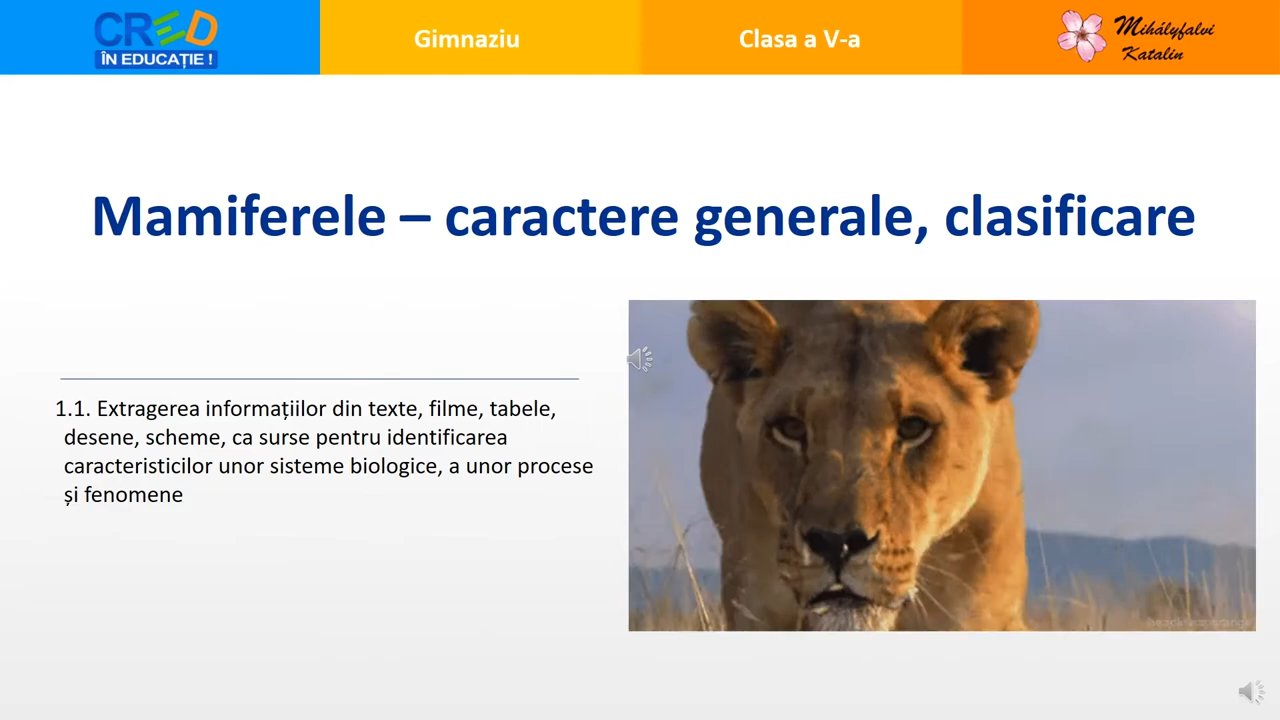 CRED
ÎN EDUCAȚIE !
Gimnaziu
Clasa a V-a
Mihályfalvi
Katalin
Mamiferele – caractere generale, clasificare
1.1. Extragerea informațiilor din texte, filme, tabele,
desene, scheme, ca surse pentru identificarea
caracteristicilor unor sisteme biologice, a unor procese
și fenomene